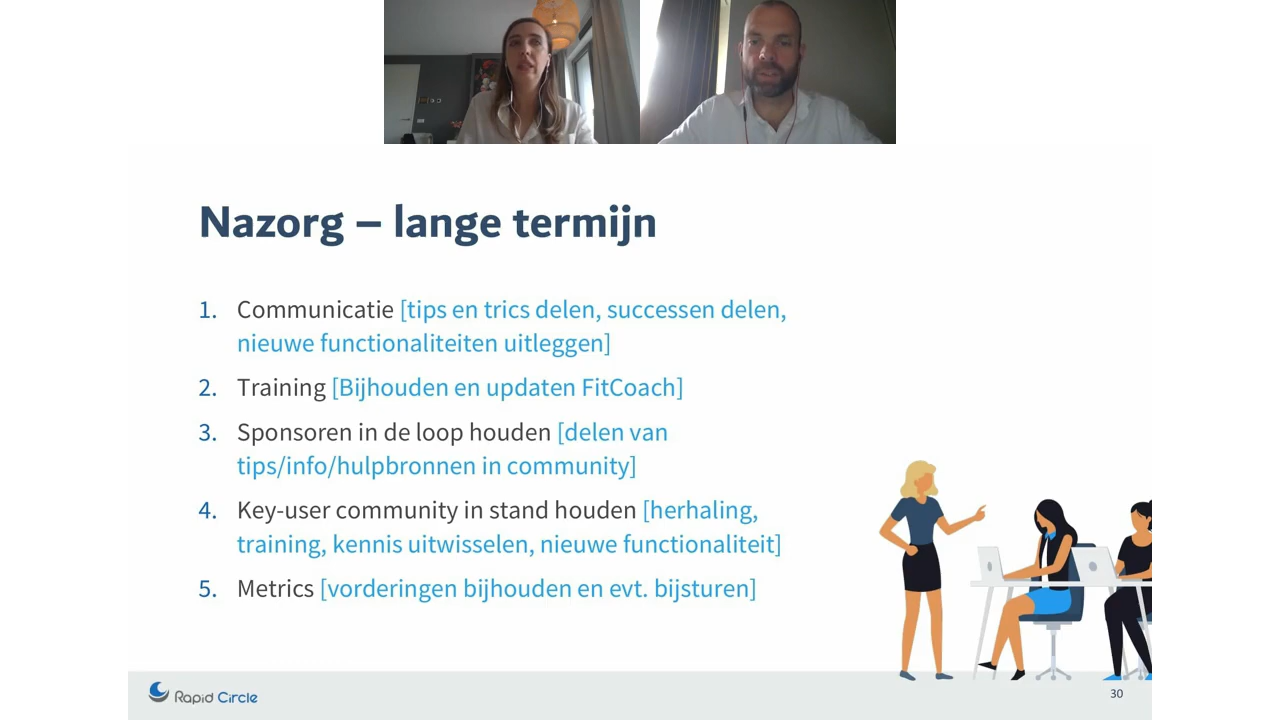 Nazorg – lange termijn
1. Communicatie [tips en trics delen, successen delen,
nieuwe functionaliteiten uitleggen]
2. Training [Bijhouden en updaten FitCoach]
3. Sponsoren in de loop houden [delen van
tips/info/hulpbronnen in community]
4. Key-user community in stand houden [herhaling,
training, kennis uitwisselen, nieuwe functionaliteit]
5. Metrics [vorderingen bijhouden en evt. bijsturen]
Rapid Circle
30